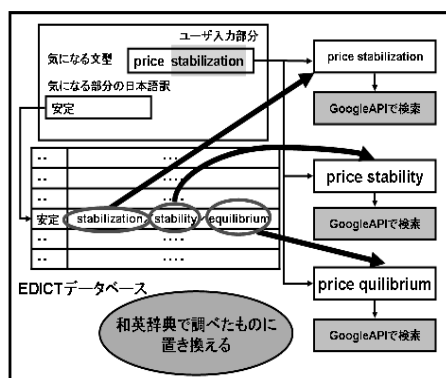 ユーザ入力部分
気になる文型
price stabilization
気になる部分の日本語訳
安定
price stabilization
GoogleAPIで検索
price stability
GoogleAPIで検索
price quilibrium
GoogleAPIで検索
‥ ‥‥
‥ ‥‥
‥ ‥‥
安定 stabilization stability equilibrium
‥ ‥‥
‥ ‥‥
EDICTデータベース
和英辞典で調べたものに
置き換える